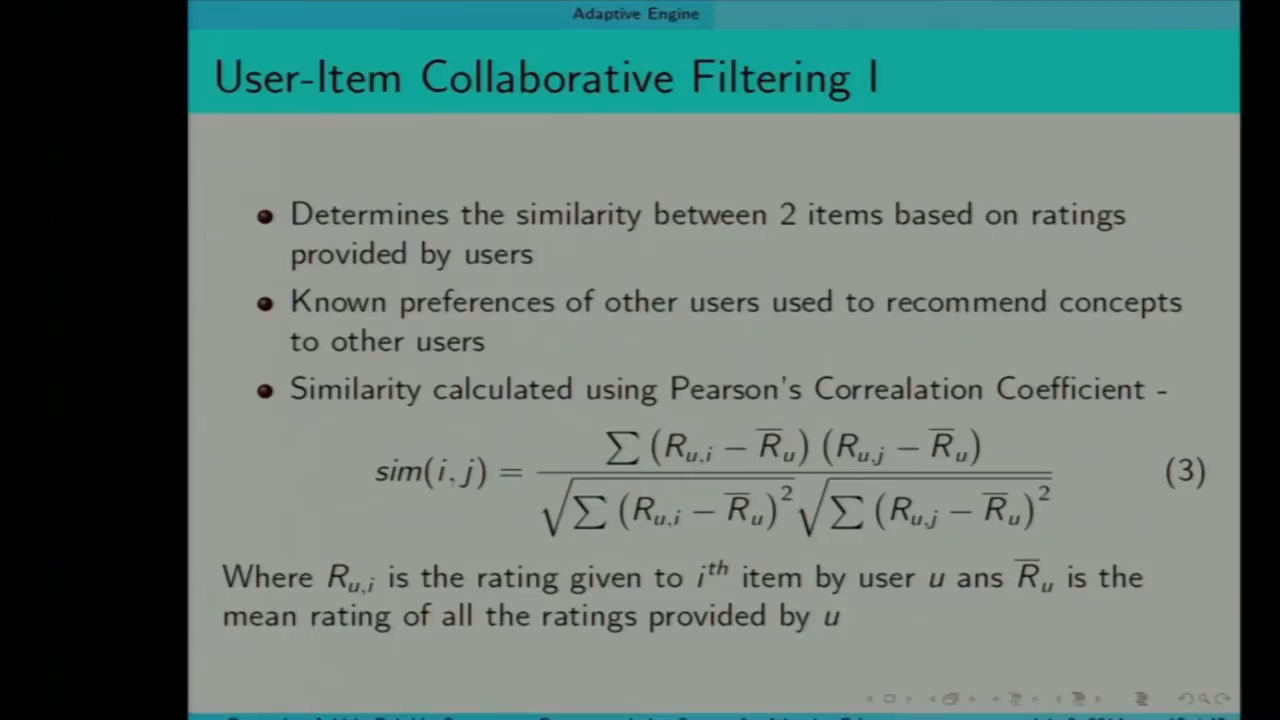 Adaptive Engine
User-Item Collaborative Filtering I
Determines the similarity between 2 items based on ratings
provided by users
Known preferences of other users used to recommend concepts
to other users
Similarity calculated using Pearson's Correalation Coefficient -
sim(i, j) = ∑ (R_{u,i} − R̅_u) (R_{u,j} − R̅_u) / √∑ (R_{u,i} − R̅_u)² √∑ (R_{u,j} − R̅_u)² (3)
Where R_{u,i} is the rating given to i^{th} item by user u ans R̅_u is the
mean rating of all the ratings provided by u